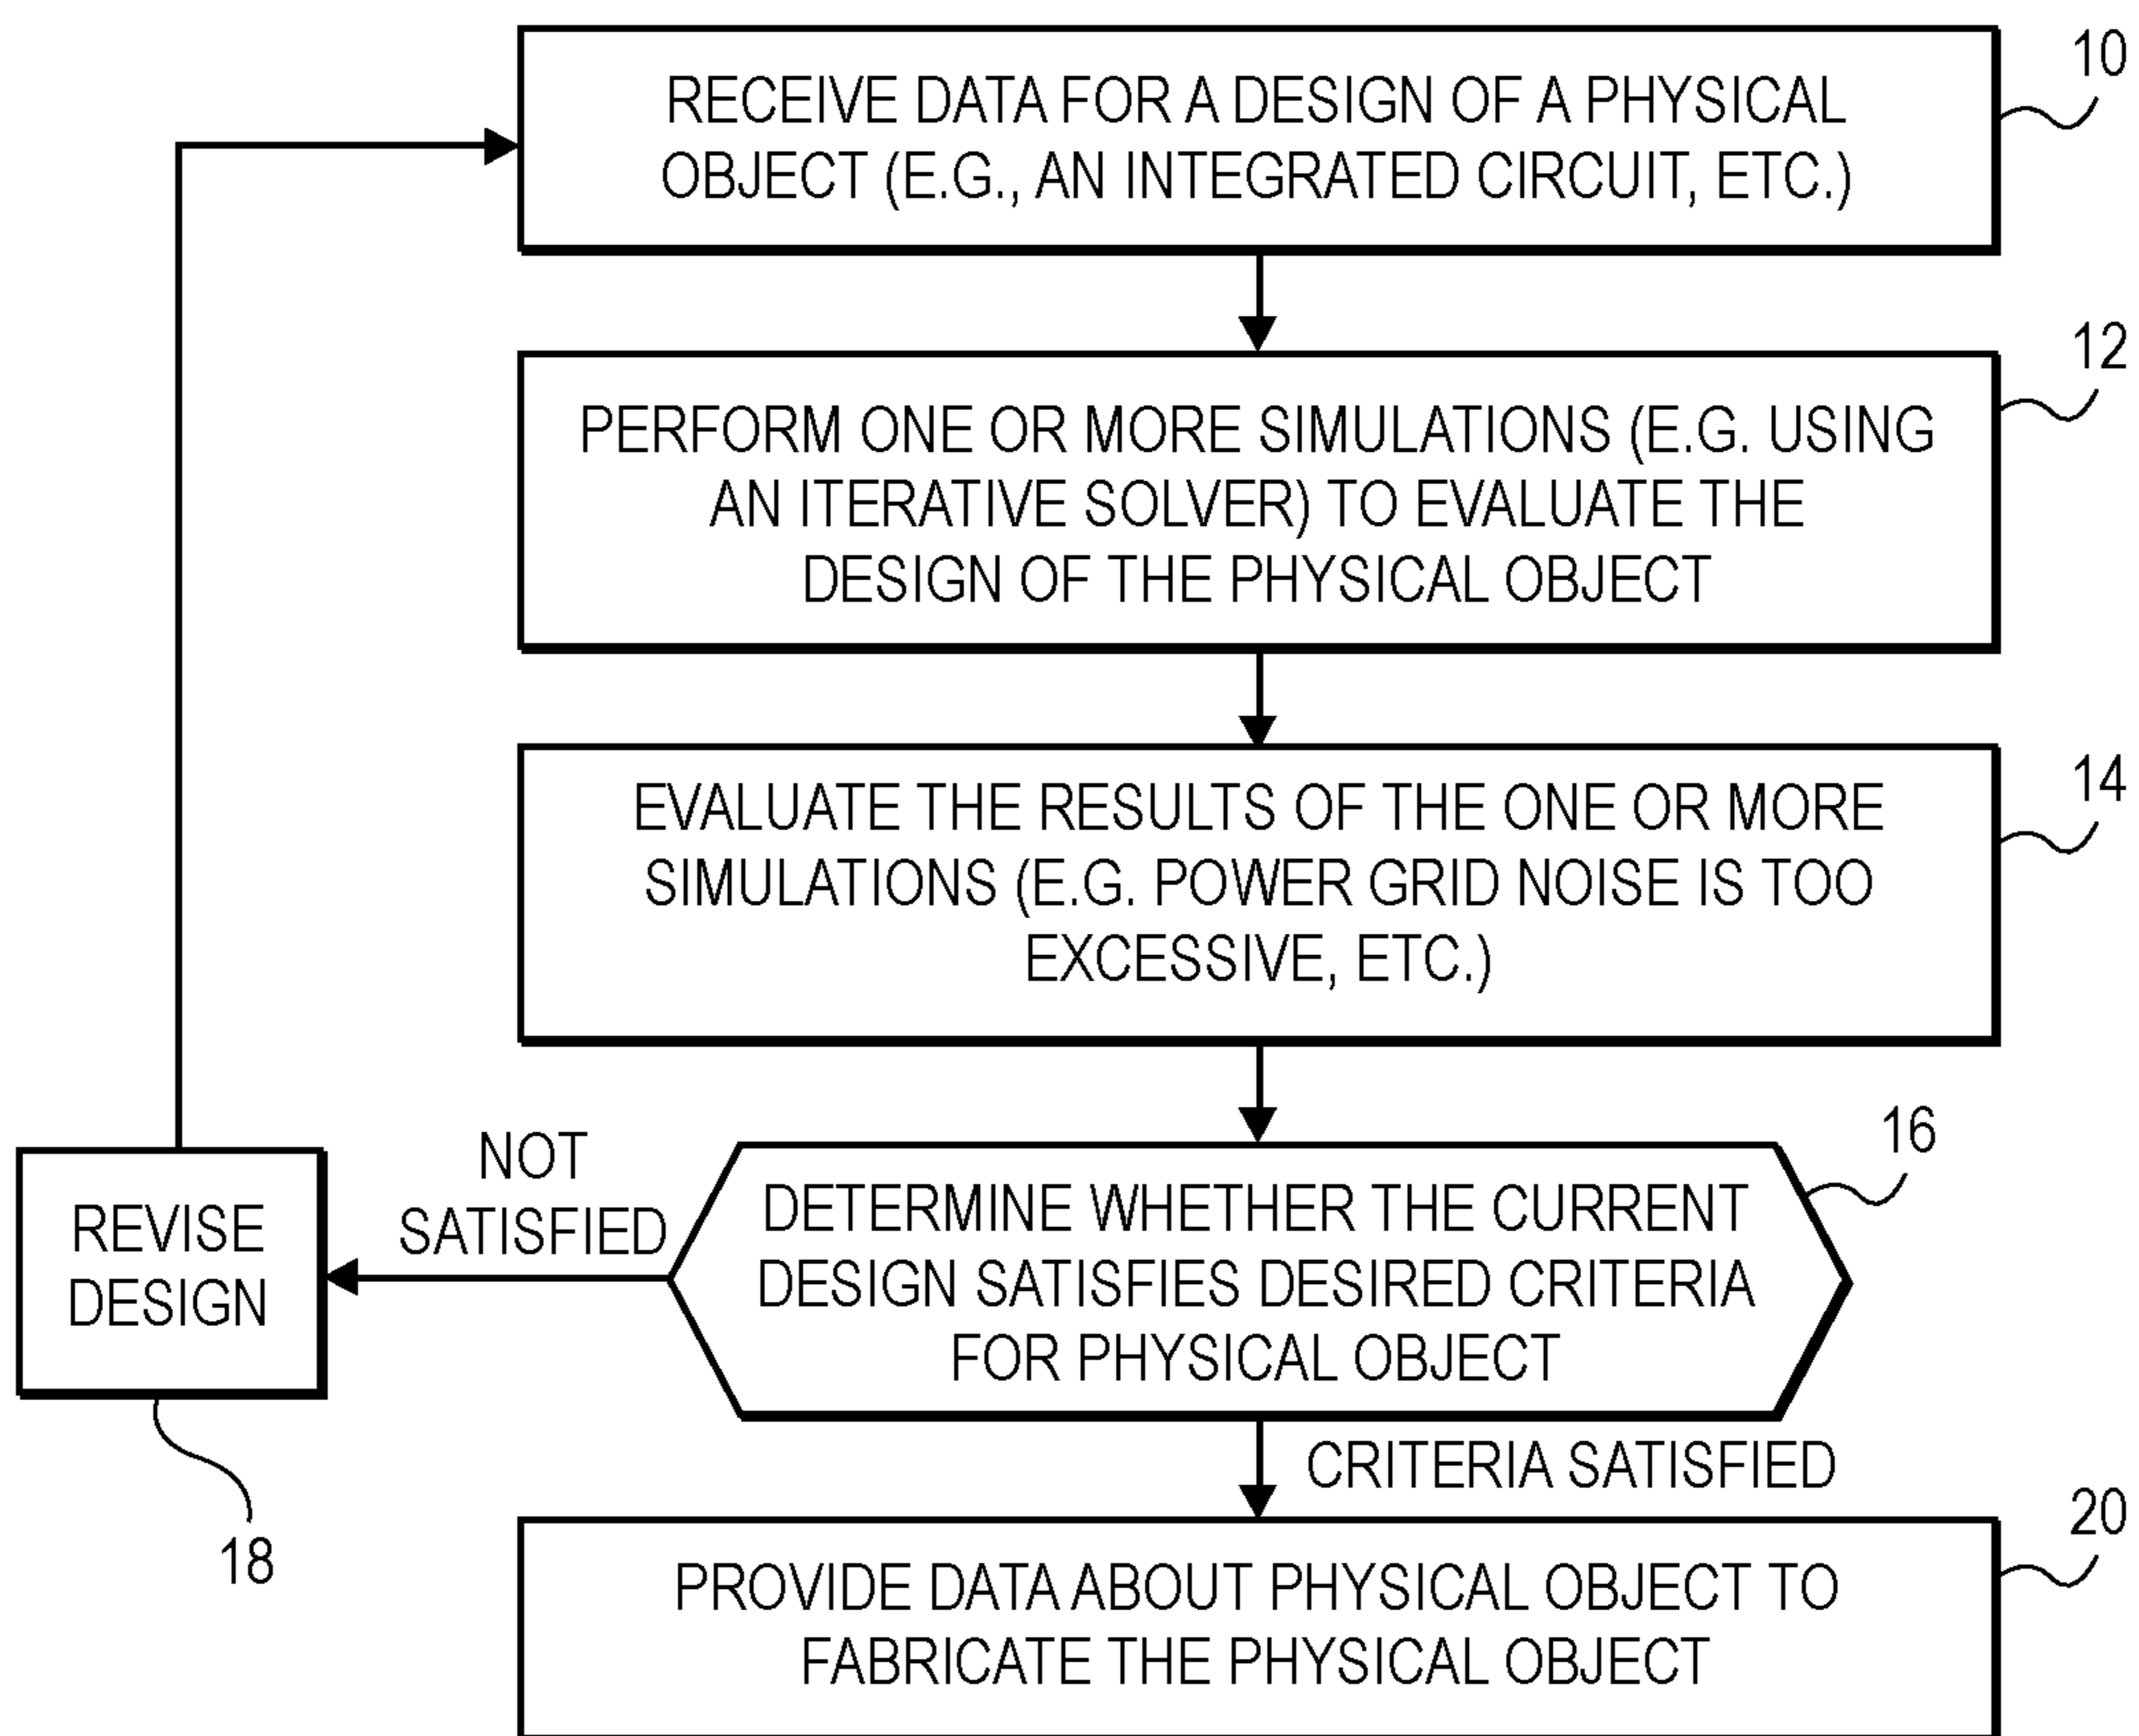 10
RECEIVE DATA FOR A DESIGN OF A PHYSICAL
OBJECT (E.G., AN INTEGRATED CIRCUIT, ETC.)
12
PERFORM ONE OR MORE SIMULATIONS (E.G. USING
AN ITERATIVE SOLVER) TO EVALUATE THE
DESIGN OF THE PHYSICAL OBJECT
14
EVALUATE THE RESULTS OF THE ONE OR MORE
SIMULATIONS (E.G. POWER GRID NOISE IS TOO
EXCESSIVE, ETC.)
16
DETERMINE WHETHER THE CURRENT
DESIGN SATISFIES DESIRED CRITERIA
FOR PHYSICAL OBJECT
NOT
SATISFIED
REVISE
DESIGN
18
CRITERIA SATISFIED
20
PROVIDE DATA ABOUT PHYSICAL OBJECT TO
FABRICATE THE PHYSICAL OBJECT